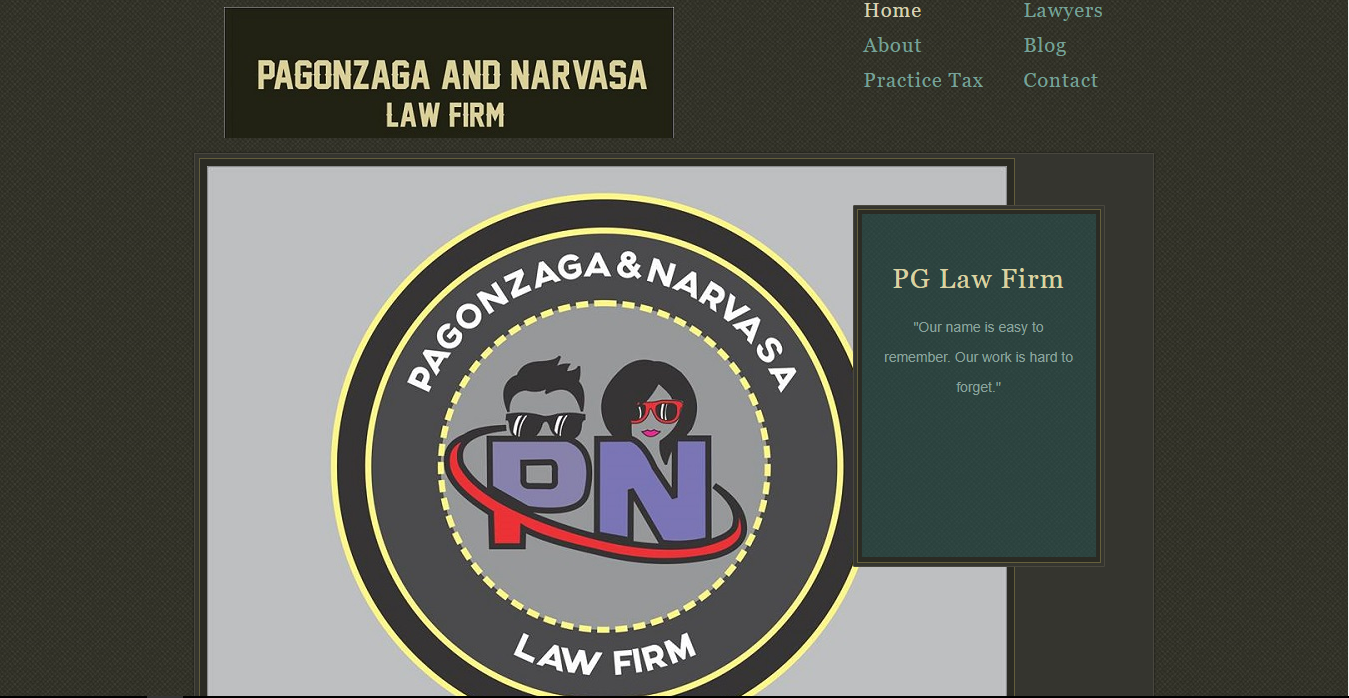 PAGONZAGA AND NARVASA
LAW FIRM
Home
Lawyers
About
Blog
Practice Tax
Contact
PAGONZAGA & NARVASA
PN
LAW FIRM
PG Law Firm
"Our name is easy to
remember. Our work is hard to
forget."